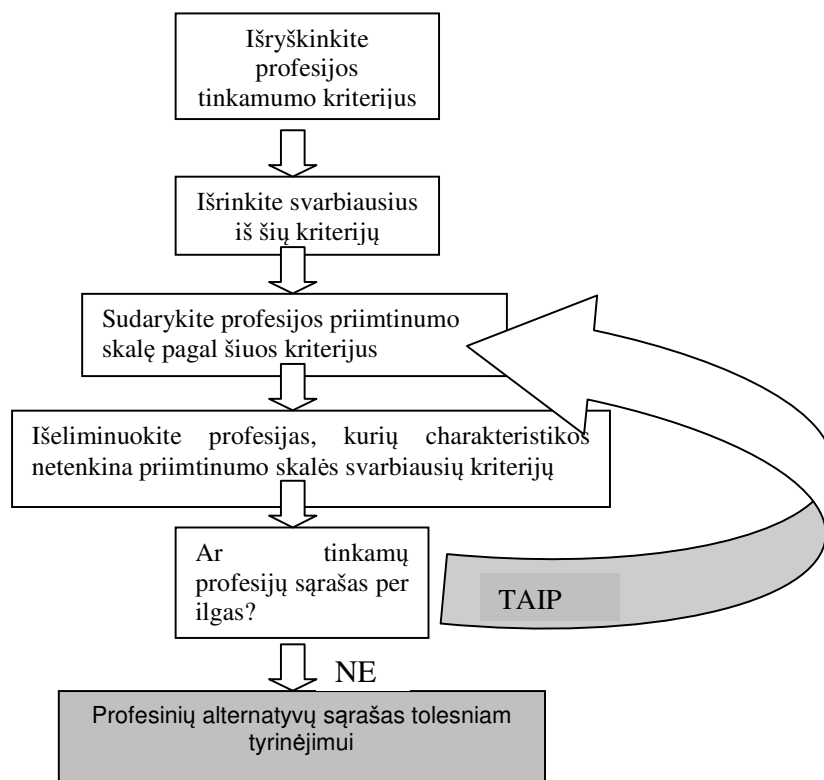 Išryškinkite
profesijos
tinkamumo kriterijus
Išrinkite svarbiausius
iš šių kriterijų
Sudarykite profesijos priimtinumo
skalę pagal šiuos kriterijus
Išeliminuokite profesijas, kurių charakteristikos
netenkina priimtinumo skalės svarbiausių kriterijų
Ar tinkamų
profesijų sąrašas per
ilgas?
TAIP
NE
Profesinių alternatyvų sąrašas tolesniam
tyrinėjimui